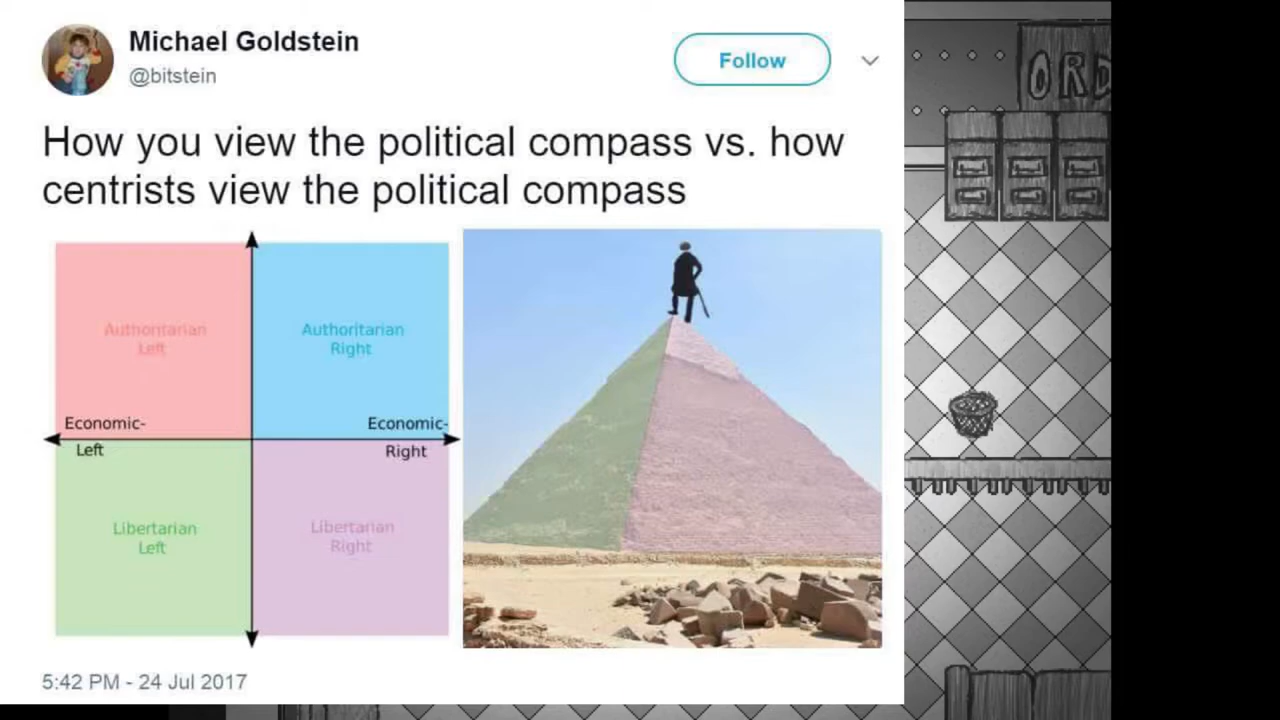 Michael Goldstein
@bitstein
Follow
How you view the political compass vs. how
centrists view the political compass
Authoritarian
Left
Authoritarian
Right
Economic-
Left
Economic-
Right
Libertarian
Left
Libertarian
Right
5:42 PM - 24 Jul 2017
ORD